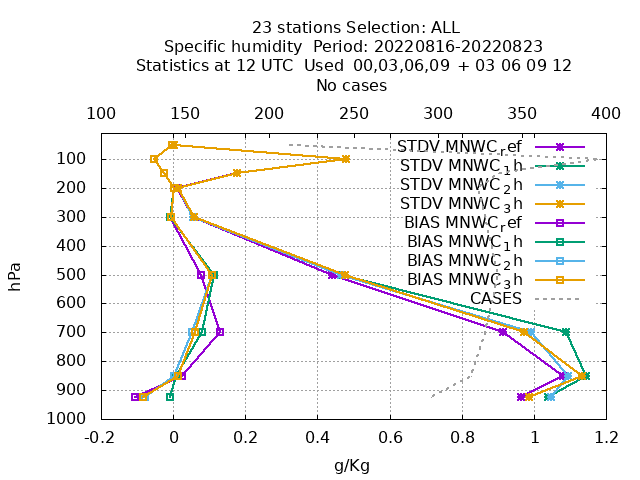 23 stations Selection: ALL
Specific humidity  Period: 20220816-20220823
Statistics at 12 UTC  Used  00,03,06,09 + 03 06 09 12
No cases
100 150 200 250 300 350 400
STDV MNWC_ref
STDV MNWC_1h
STDV MNWC_2h
STDV MNWC_3h
BIAS MNWC_ref
BIAS MNWC_1h
BIAS MNWC_2h
BIAS MNWC_3h
CASES
hPa
100
200
300
400
500
600
700
800
900
1000
-0.2 0 0.2 0.4 0.6 0.8 1 1.2
g/Kg